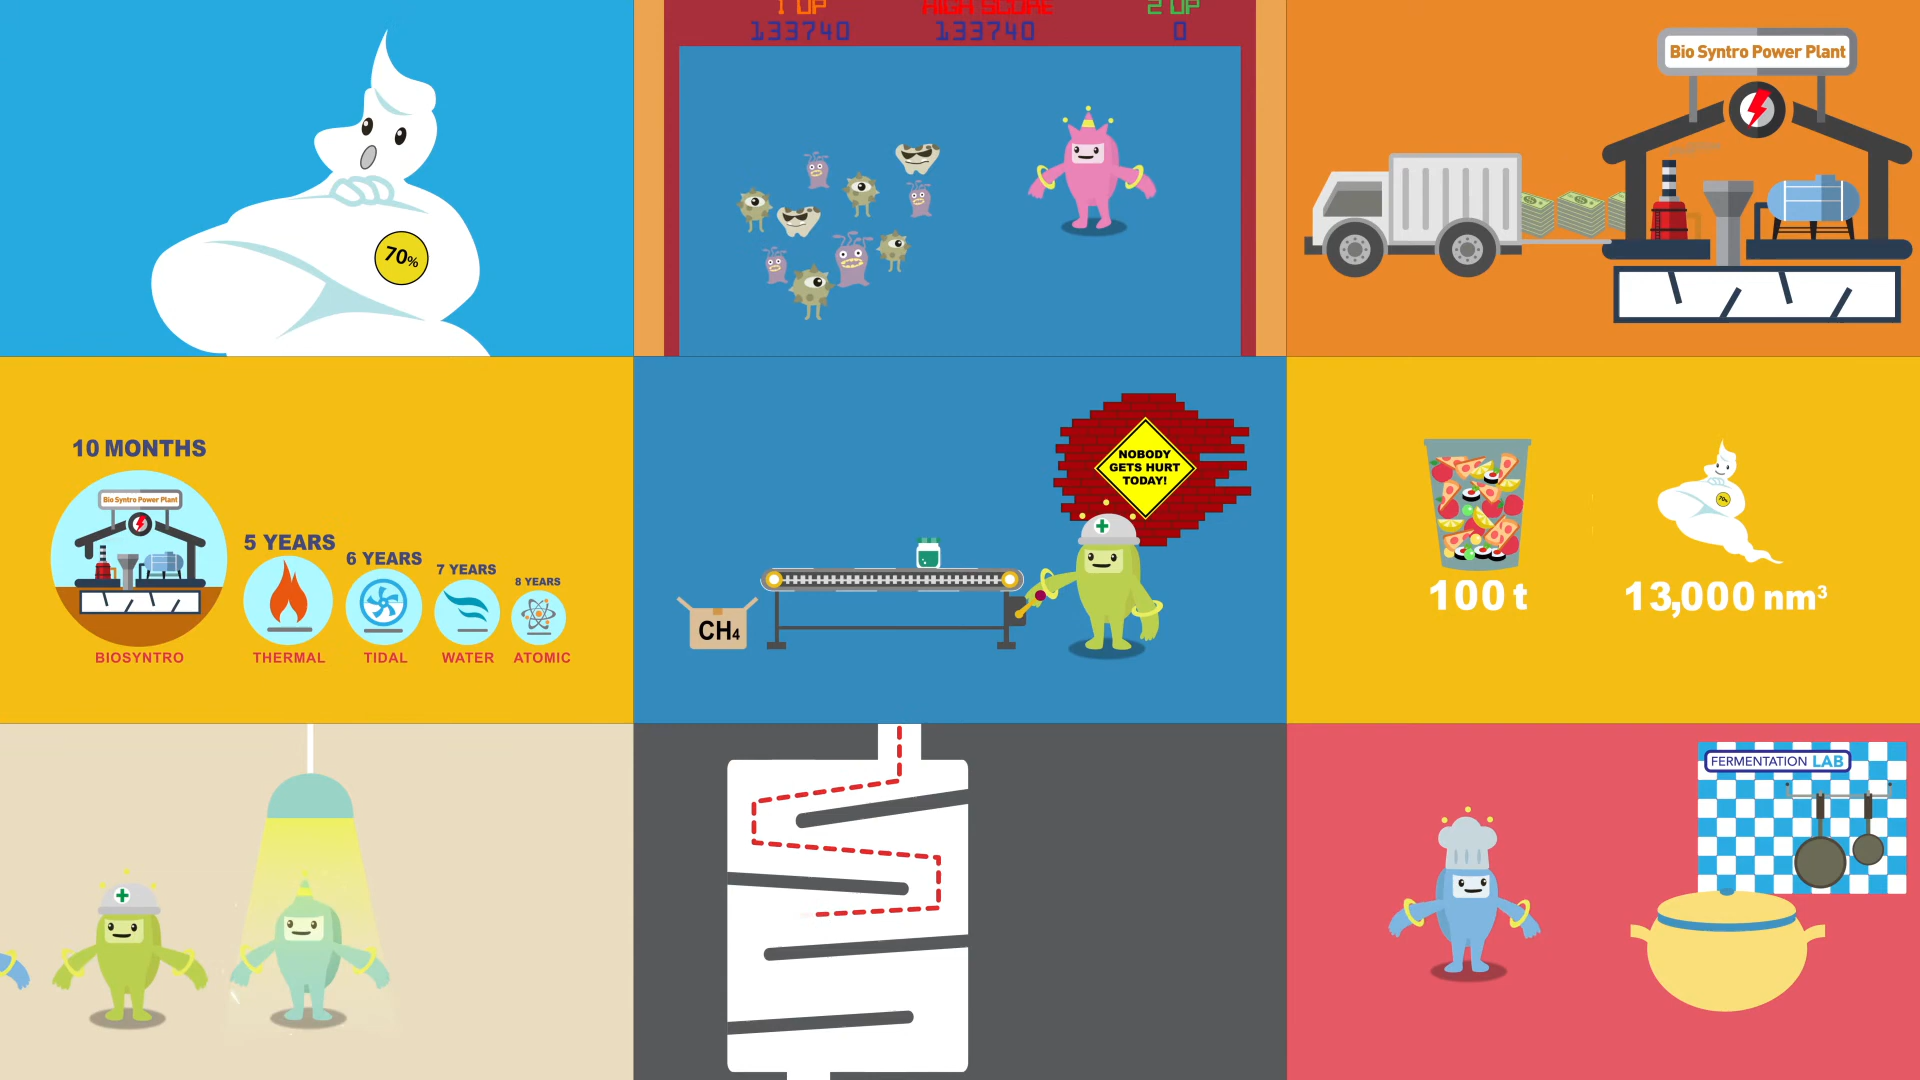 70%
1 UP HIGH SCORE 2 UP
133740 133740 0
Bio Syntro Power Plant
10 MONTHS
Bio Syntro Power Plant
5 YEARS
6 YEARS
7 YEARS
8 YEARS
BIOSYNTRO
THERMAL
TIDAL
WATER
ATOMIC
NOBODY
GETS HURT
TODAY!
CH4
70%
100 t
13,000 nm³
FERMENTATION LAB